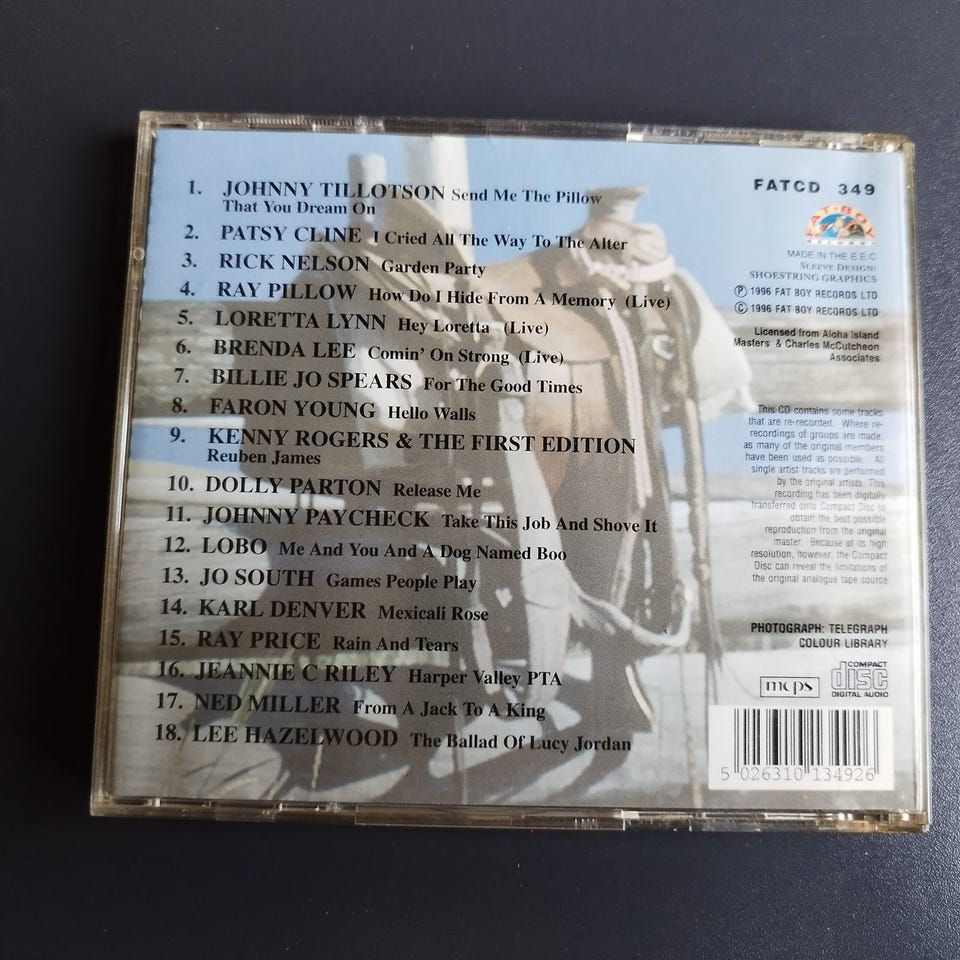 1. JOHNNY TILLOTSON Send Me The Pillow
That You Dream On
2. PATSY CLINE I Cried All The Way To The Alter
3. RICK NELSON Garden Party
4. RAY PILLOW How Do I Hide From A Memory (Live)
5. LORETTA LYNN Hey Loretta (Live)
6. BRENDA LEE Comin' On Strong (Live)
7. BILLIE JO SPEARS For The Good Times
8. FARON YOUNG Hello Walls
9. KENNY ROGERS & THE FIRST EDITION
Reuben James
10. DOLLY PARTON Release Me
11. JOHNNY PAYCHECK Take This Job And Shove It
12. LOBO Me And You And A Dog Named Boo
13. JO SOUTH Games People Play
14. KARL DENVER Mexicali Rose
15. RAY PRICE Rain And Tears
16. JEANNIE C RILEY Harper Valley PTA
17. NED MILLER From A Jack To A King
18. LEE HAZELWOOD The Ballad Of Lucy Jordan
FATCD 349
FAT-BOY
RECORDS
MADE IN THE E.E.C
SLEEVE DESIGN:
SHOESTRING GRAPHICS
℗ 1996 FAT BOY RECORDS LTD
© 1996 FAT BOY RECORDS LTD
Licensed from Aloha Island
Masters & Charles McCutcheon
Associates
This CD contains some tracks
that are re-recorded. Where re-
recordings of groups are made,
as many of the original members
have been used as possible. All
single artist tracks are performed
by the original artists. This
recording has been digitally
transferred onto Compact Disc to
obtain the best possible
reproduction from the original
master. Because of its high
resolution, however, the Compact
Disc can reveal the limitations of
the original analogue tape source
PHOTOGRAPH: TELEGRAPH
COLOUR LIBRARY
mcps
COMPACT
disc
DIGITAL AUDIO
5 026310 134926